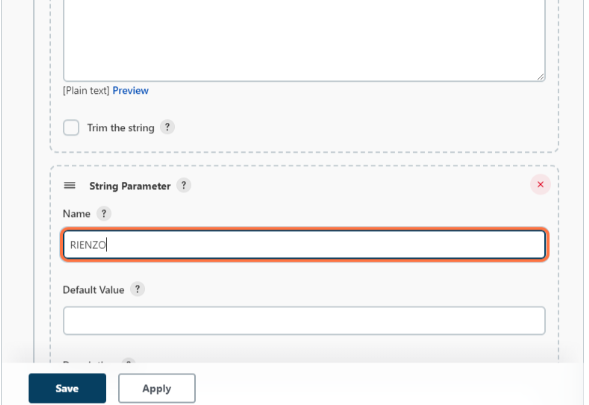 [Plain text] Preview
Trim the string ?
String Parameter ?
Name ?
RIENZO
Default Value ?
Save Apply